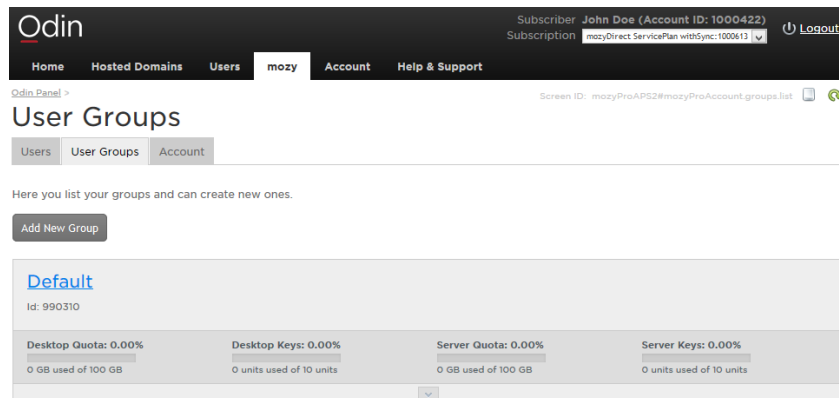 Odin
Subscriber John Doe (Account ID: 1000422)
Subscription mozyDirect ServicePlan withSync:1000613
Logout
Home Hosted Domains Users mozy Account Help & Support
Odin Panel >
Screen ID: mozyProAPS2#mozyProAccount.groups.list
User Groups
Users User Groups Account
Here you list your groups and can create new ones.
Add New Group
Default
Id: 990310
Desktop Quota: 0.00% Desktop Keys: 0.00% Server Quota: 0.00% Server Keys: 0.00%
0 GB used of 100 GB 0 units used of 10 units 0 GB used of 100 GB 0 units used of 10 units